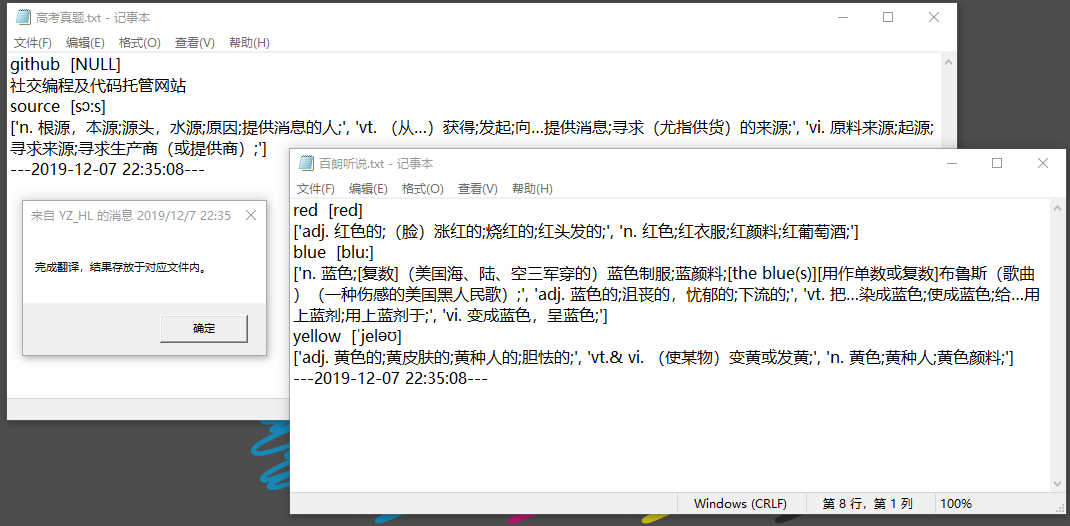 高考真题.txt - 记事本
文件(F) 编辑(E) 格式(O) 查看(V) 帮助(H)
github [NULL]
社交编程及代码托管网站
source [sɔ:s]
['n. 根源，本源;源头，水源;原因;提供消息的人;', 'vt. （从…）获得;发起;向…提供消息;寻求（尤指供货）的来源;', 'vi. 原料来源;起源;
寻求来源;寻求生产商（或提供商）;']
---2019-12-07 22:35:08---
来自 YZ_HL 的消息 2019/12/7 22:35
完成翻译，结果存放于对应文件内。
确定
百朗听说.txt - 记事本
文件(F) 编辑(E) 格式(O) 查看(V) 帮助(H)
red [red]
['adj. 红色的;（脸）涨红的;烧红的;红头发的;', 'n. 红色;红衣服;红颜料;红葡萄酒;']
blue [blu:]
['n. 蓝色;[复数]（美国海、陆、空三军穿的）蓝色制服;蓝颜料;[the blue(s)][用作单数或复数]布鲁斯（歌曲
）（一种伤感的美国黑人民歌）;', 'adj. 蓝色的;沮丧的，忧郁的;下流的;', 'vt. 把…染成蓝色;使成蓝色;给…用
上蓝剂;用上蓝剂于;', 'vi. 变成蓝色，呈蓝色;']
yellow [ˈjeləʊ]
['adj. 黄色的;黄皮肤的;黄种人的;胆怯的;', 'vt.& vi. （使某物）变黄或发黄;', 'n. 黄色;黄种人;黄色颜料;']
---2019-12-07 22:35:08---
Windows (CRLF) 第 8 行，第 1 列 100%